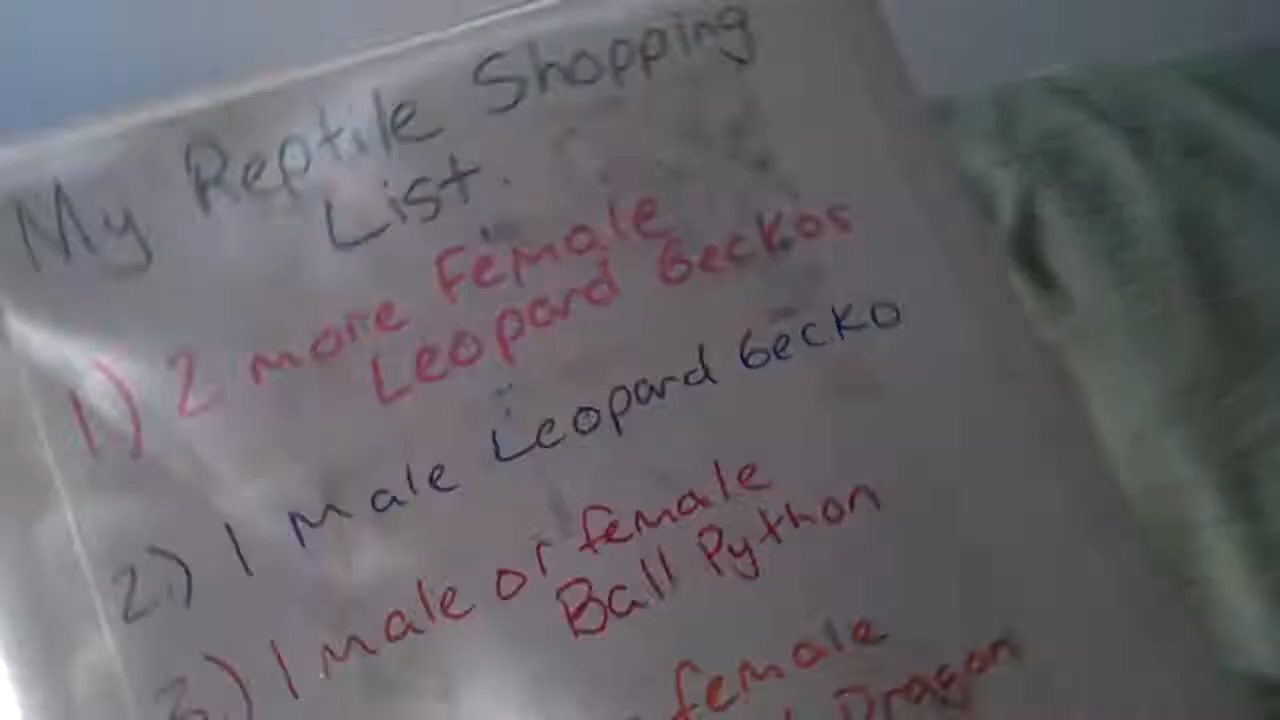 My Reptile Shopping
List.
1.) 2 more Female
Leopard Geckos
2.) 1 Male Leopard Gecko
3.) 1 male or female
Ball Python
female
Dragon